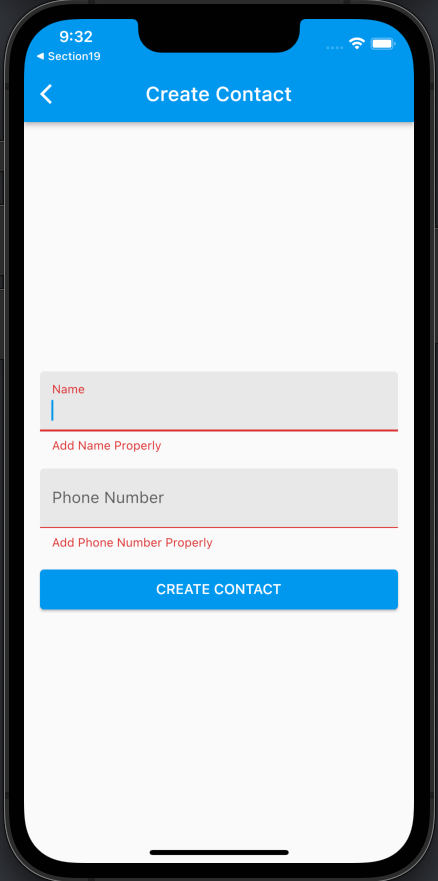 9:32
◀ Section19
Create Contact
Name
Add Name Properly
Phone Number
Add Phone Number Properly
CREATE CONTACT